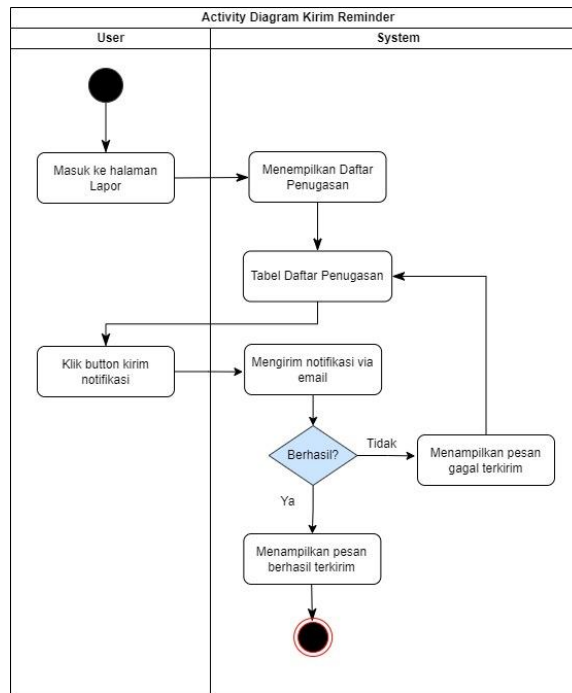 Activity Diagram Kirim Reminder
User
System
Masuk ke halaman
Lapor
Menempilkan Daftar
Penugasan
Tabel Daftar Penugasan
Klik button kirim
notifikasi
Mengirim notifikasi via
email
Berhasil?
Tidak
Menampilkan pesan
gagal terkirim
Ya
Menampilkan pesan
berhasil terkirim